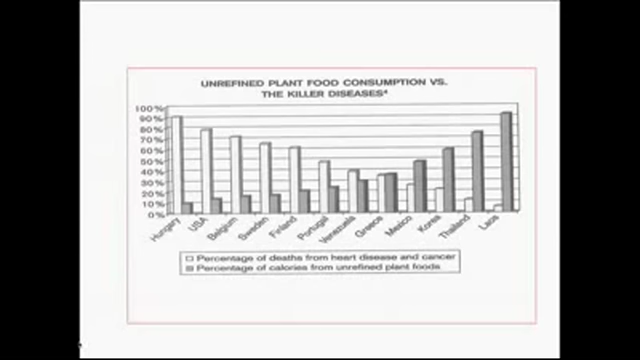 UNREFINED PLANT FOOD CONSUMPTION VS.
THE KILLER DISEASES⁴
100%
90%
80%
70%
60%
50%
40%
30%
20%
10%
0%
Hungary
USA
Belgium
Sweden
Finland
Portugal
Venezuela
Greece
Mexico
Korea
Thailand
Laos
Percentage of deaths from heart disease and cancer
Percentage of calories from unrefined plant foods